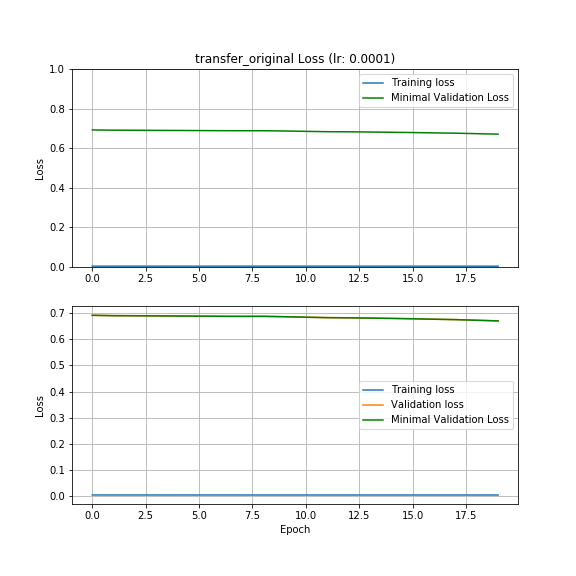 transfer_original Loss (lr: 0.0001)
1.0
0.8
0.6
0.4
0.2
0.0
Loss
Training loss
Minimal Validation Loss
0.0 2.5 5.0 7.5 10.0 12.5 15.0 17.5
0.7
0.6
0.5
0.4
0.3
0.2
0.1
0.0
Loss
Training loss
Validation loss
Minimal Validation Loss
0.0 2.5 5.0 7.5 10.0 12.5 15.0 17.5
Epoch